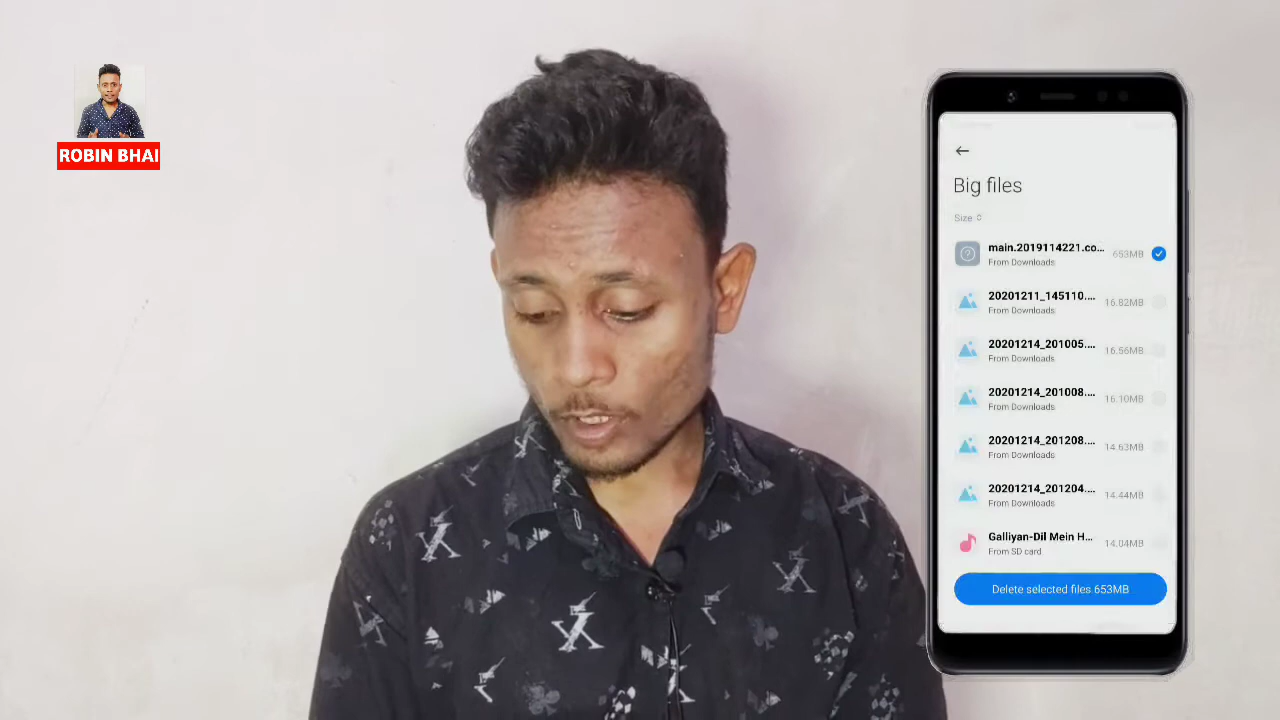 ROBIN BHAI
Big files
Size
main.2019114221.co...
653MB
From Downloads
20201211_145110....
16.82MB
From Downloads
20201214_201005....
16.56MB
From Downloads
20201214_201008....
16.10MB
From Downloads
20201214_201208....
14.63MB
From Downloads
20201214_201204....
14.44MB
From Downloads
Galliyan-Dil Mein H...
14.04MB
From SD card
Delete selected files 653MB